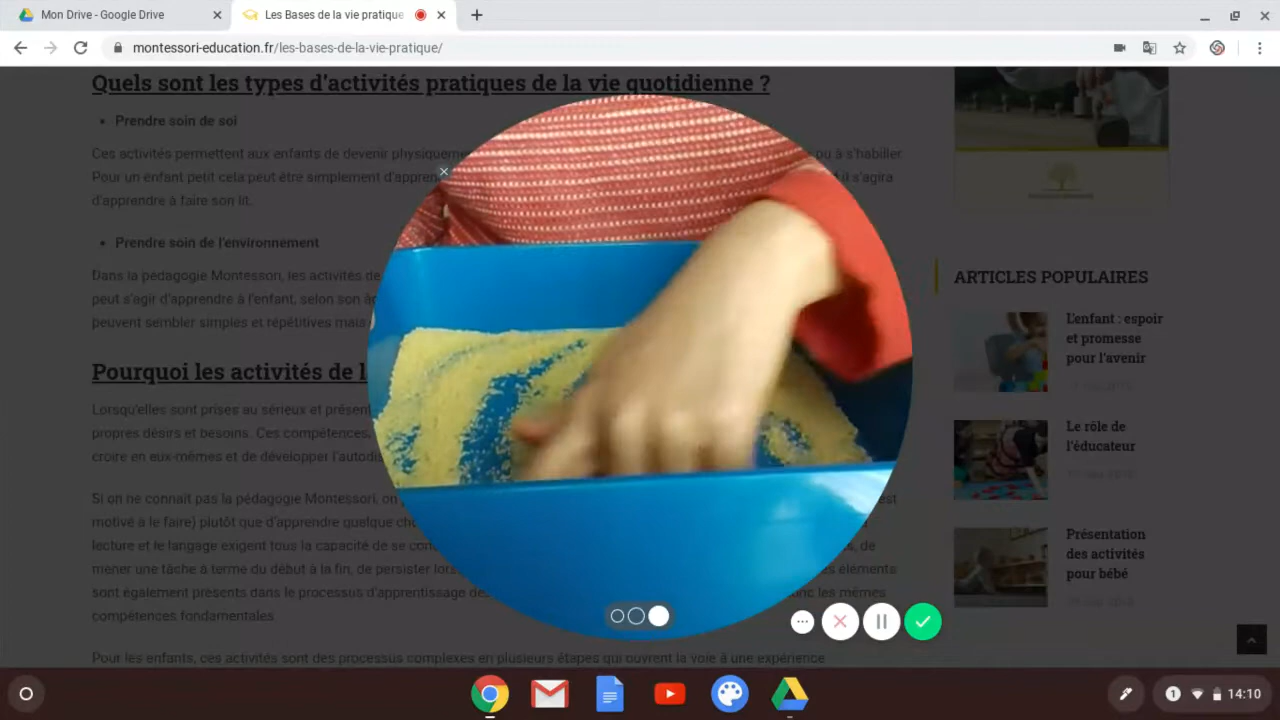 Mon Drive - Google Drive
Les Bases de la vie pratique
montessori-education.fr/les-bases-de-la-vie-pratique/
Quels sont les types d'activités pratiques de la vie quotidienne ?
Prendre soin de soi
Ces activités permettent aux enfants de devenir physiquem
ou à s'habiller
Pour un enfant petit cela peut être simplement d'appren
il s'agira
d'apprendre à faire son lit.
Prendre soin de l'environnement
Dans la pédagogie Montessori, les activités de
peut s'agir d'apprendre à l'enfant, selon son
peuvent sembler simples et répétitives mais
Pourquoi les activités de l
Lorsqu'elles sont prises au sérieux et présent
propres désirs et besoins. Ces compétences
croire en eux-mêmes et de développer l'autodis
Si on ne connait pas la pédagogie Montessori, on
est
motivé à le faire) plutôt que d'apprendre quelque cho
lecture et le langage exigent tous la capacité de se con
de
mener une tâche à terme du début à la fin, de persister lors
éléments
sont également présents dans le processus d'apprentissage des
donc les mêmes
compétences fondamentales.
Pour les enfants, ces activités sont des processus complexes en plusieurs étapes qui ouvrent la voie à une expérience
ARTICLES POPULAIRES
L'enfant : espoir
et promesse
pour l'avenir
Le rôle de
l'éducateur
Présentation
des activités
pour bébé
1
14:10